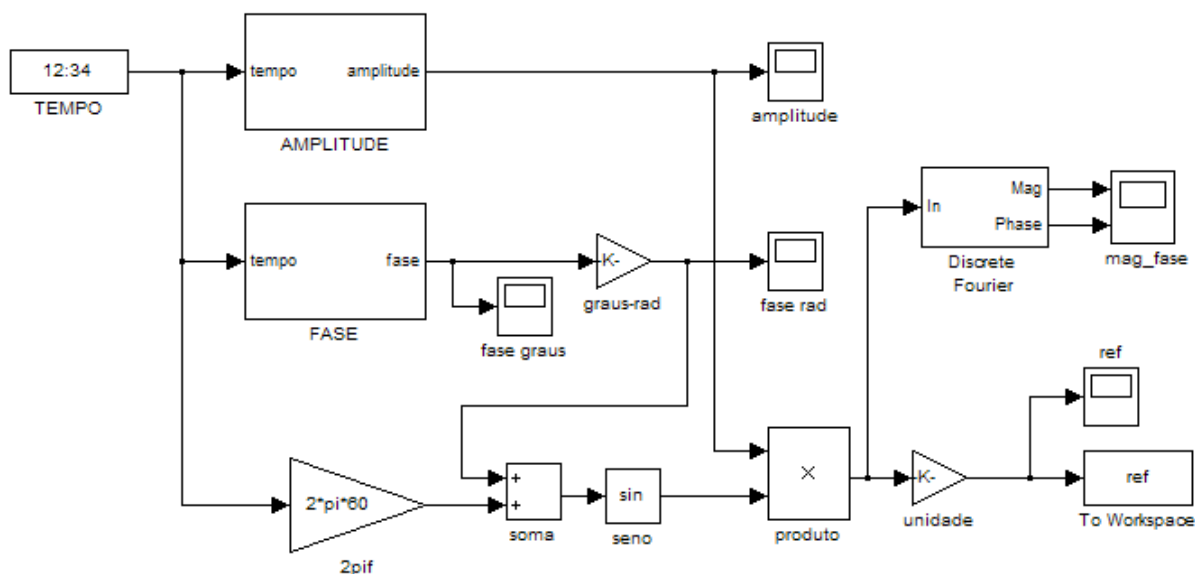 12:34
TEMPO
tempo
amplitude
AMPLITUDE
amplitude
tempo
fase
FASE
fase graus
K-
graus-rad
fase rad
In
Mag
Phase
Discrete
Fourier
mag_fase
2*pi*60
2pif
+
+
soma
sin
seno
×
produto
K-
unidade
ref
ref
To Workspace